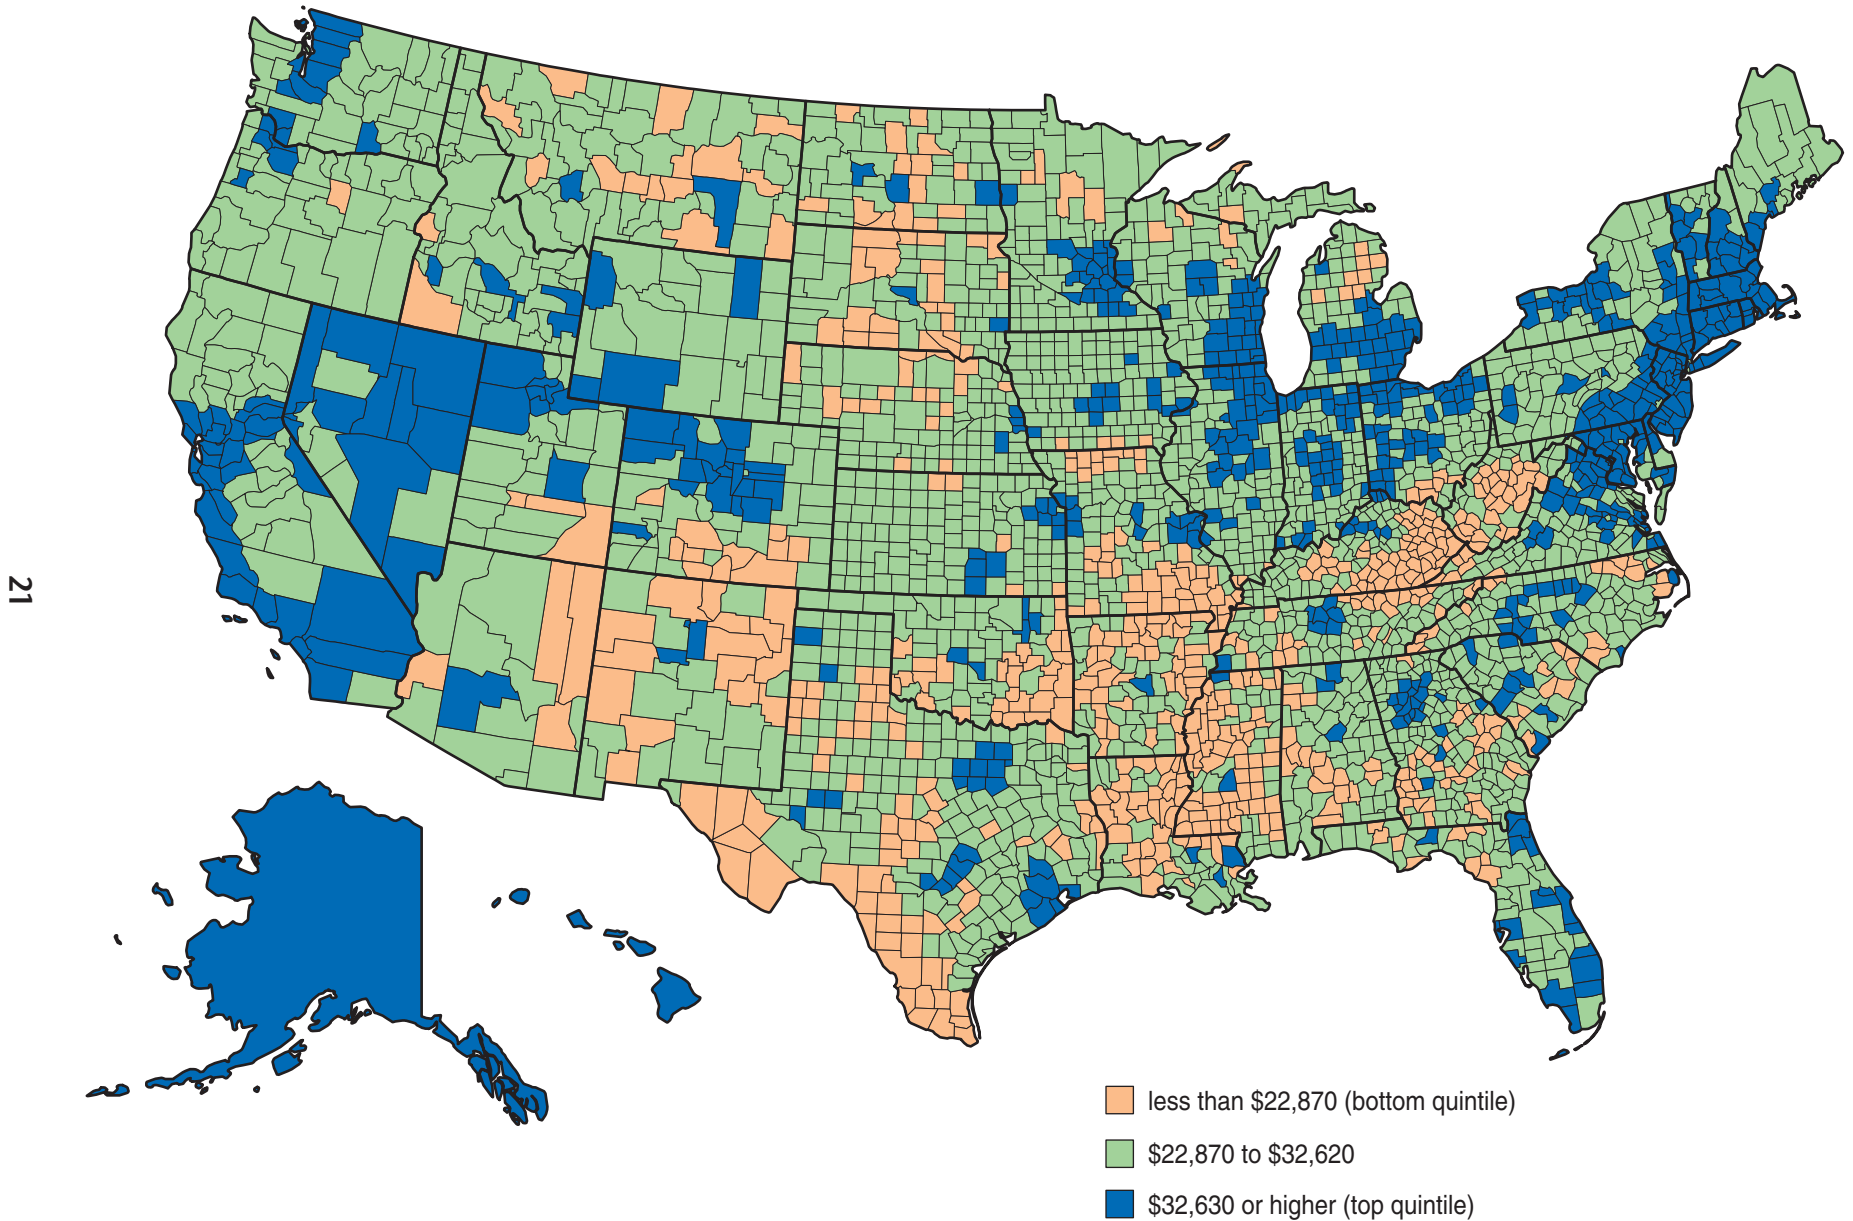 21
less than $22,870 (bottom quintile)
$22,870 to $32,620
$32,630 or higher (top quintile)